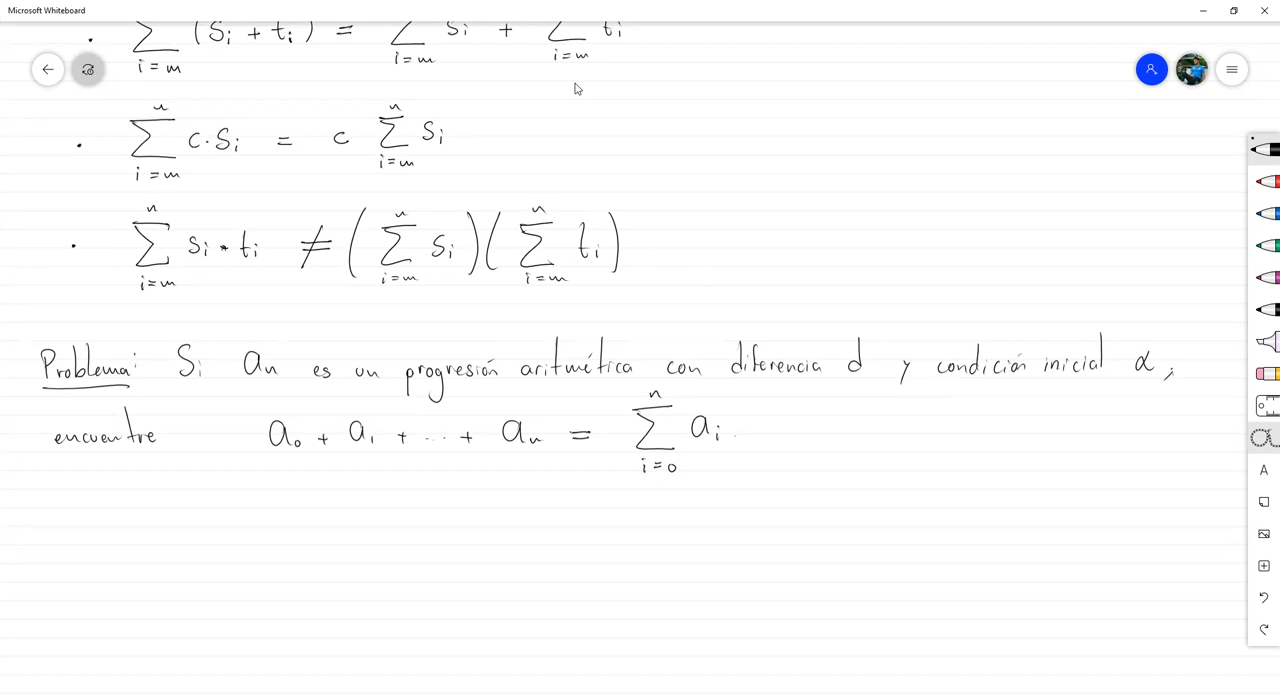 Microsoft Whiteboard
· ∑_{i=m} (s_i + t_i) = ∑_{i=m} s_i + ∑_{i=m} t_i
· ∑_{i=m}^{n} c·s_i = c ∑_{i=m}^{n} s_i
· ∑_{i=m}^{n} s_i * t_i ≠ (∑_{i=m}^{n} s_i)(∑_{i=m}^{n} t_i)
Problema: Si a_n es un progresión aritmética con diferencia d y condición inicial α,
encuentre a_0 + a_1 + ... + a_n = ∑_{i=0}^{n} a_i.
A